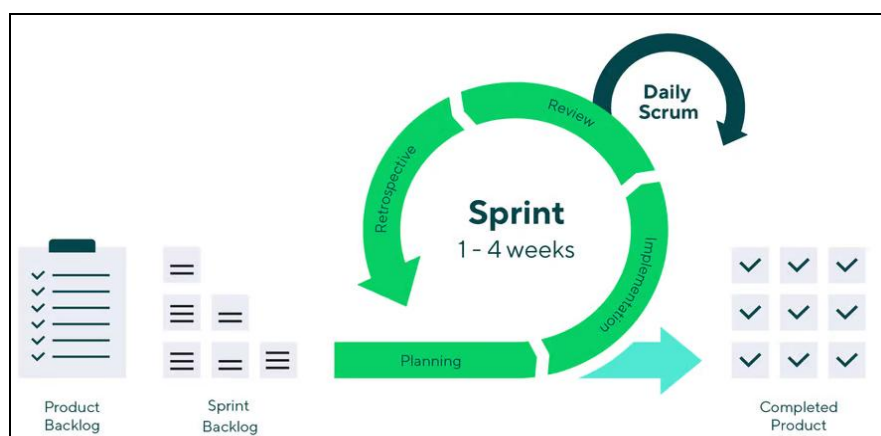 Daily
Scrum
Review
Retrospective
Sprint
1 - 4 weeks
Implementation
Planning
Product
Backlog
Sprint
Backlog
Completed
Product